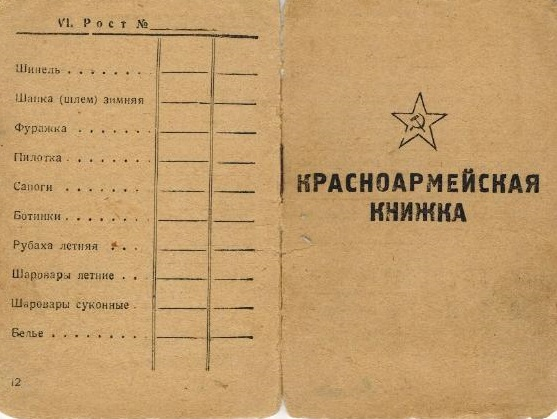 VI. Рост №
Шинель . . . . . . .
Шапка (шлем) зимняя
Фуражка . . . . . . .
Пилотка . . . . . . . .
Сапоги . . . . . . . .
Ботинки . . . . . . . .
Рубаха летняя . . . .
Шаровары летние . . .
Шаровары суконные .
Белье . . . . . . . . .
12
КРАСНОАРМЕЙСКАЯ
КНИЖКА